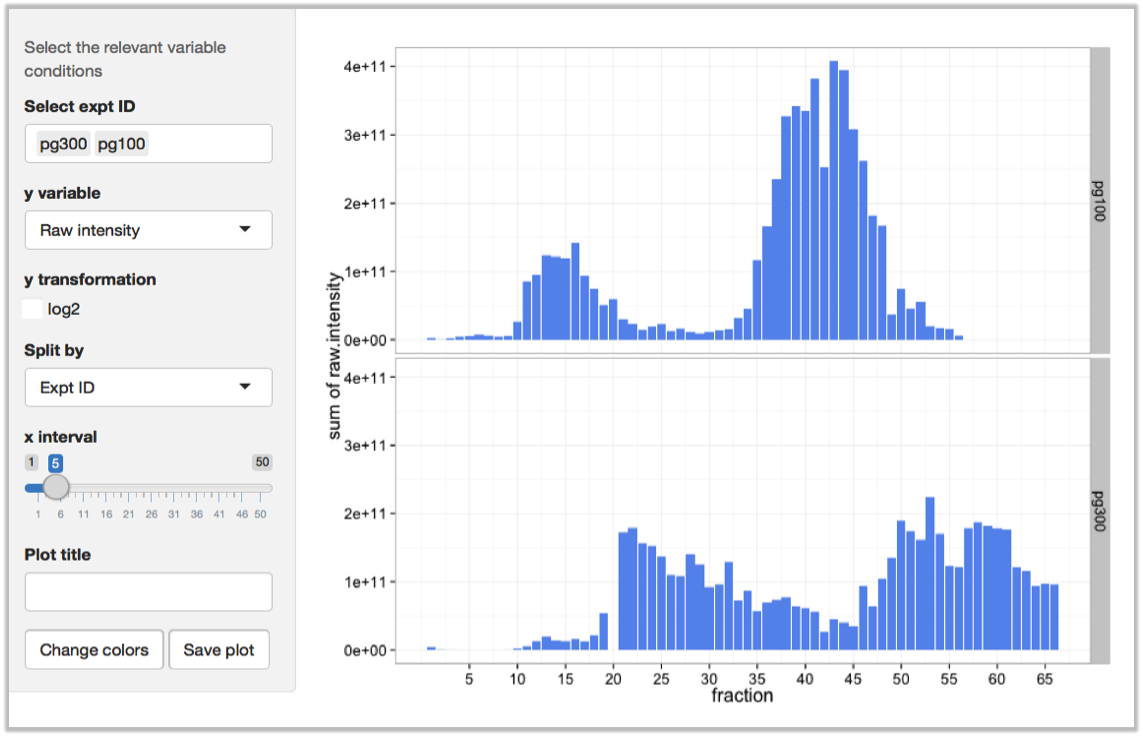 Select the relevant variable
conditions
Select expt ID
pg300 pg100
y variable
Raw intensity
y transformation
log2
Split by
Expt ID
x interval
1 5 50
1 6 11 16 21 26 31 36 41 46 50
Plot title
Change colors Save plot
sum of raw.intensity
4e+11
3e+11
2e+11
1e+11
0e+00
pg100
4e+11
3e+11
2e+11
1e+11
0e+00
pg300
5 10 15 20 25 30 35 40 45 50 55 60 65
fraction